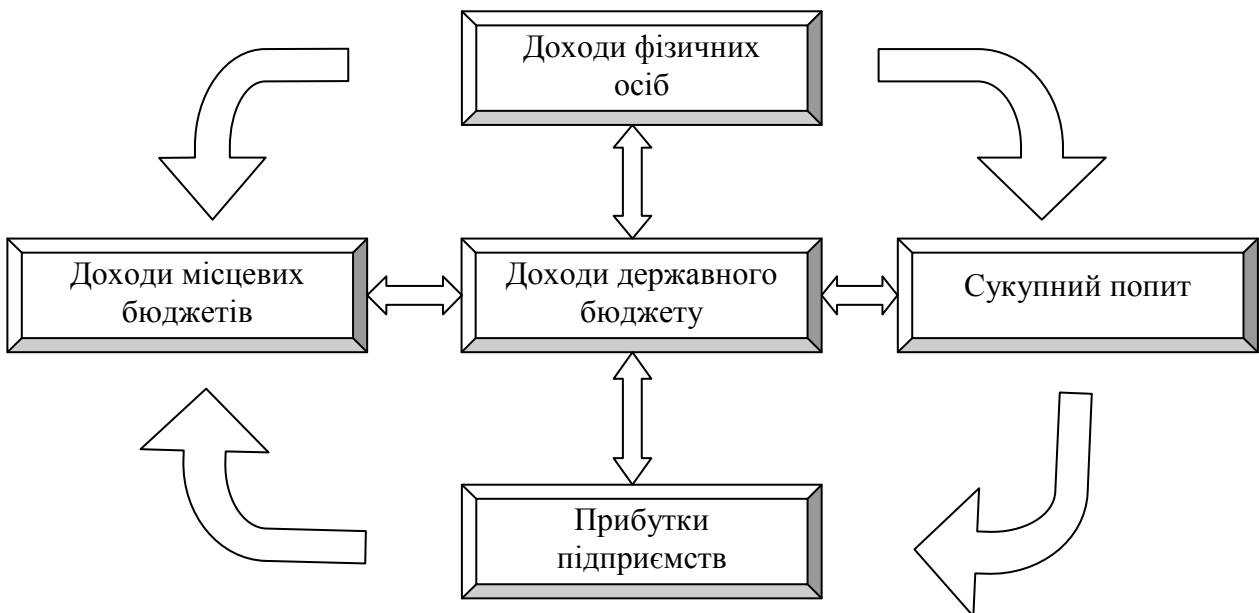 Доходи фізичних
осіб
Доходи місцевих
бюджетів
Доходи державного
бюджету
Сукупний попит
Прибутки
підприємств